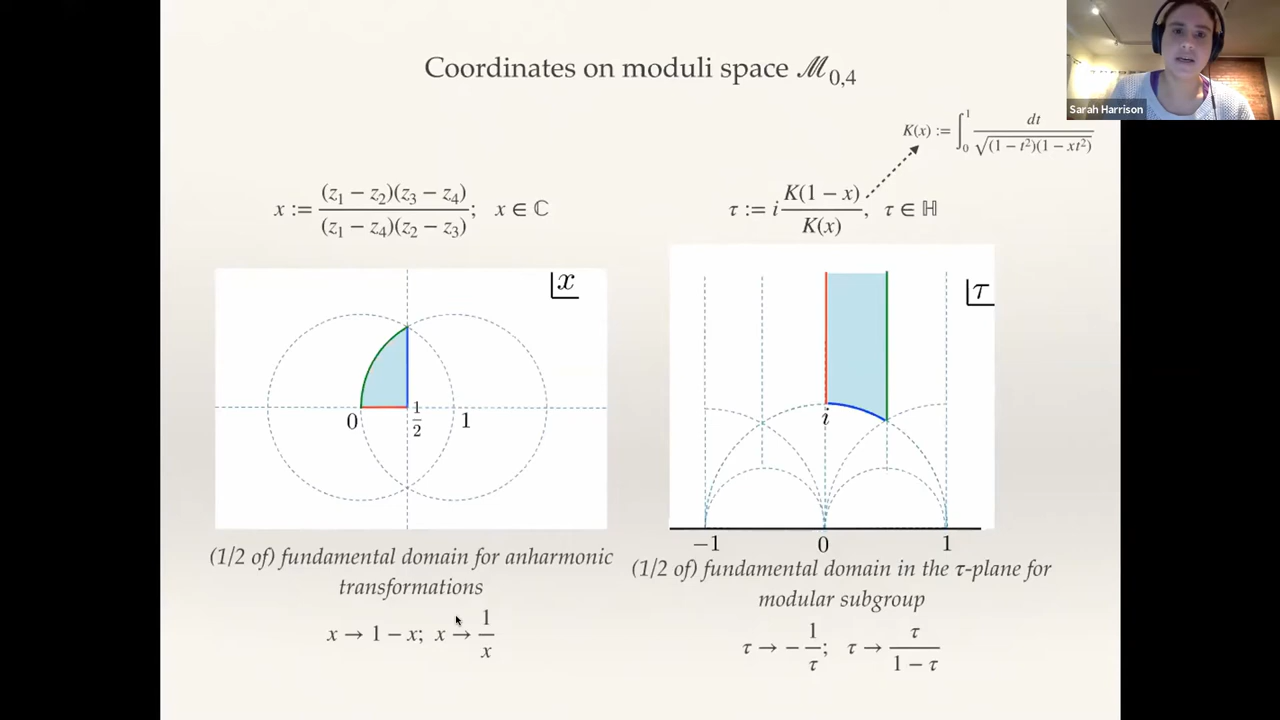 Coordinates on moduli space ℳ₀,₄
Sarah Harrison
K(x) := ∫₀¹ dt / √((1 − t²)(1 − xt²))
x := (z₁ − z₂)(z₃ − z₄) / (z₁ − z₄)(z₂ − z₃); x ∈ ℂ
τ := i K(1 − x) / K(x), τ ∈ ℍ
x
0
1/2
1
τ
i
−1
0
1
(1/2 of) fundamental domain for anharmonic
transformations
x → 1 − x; x → 1/x
(1/2 of) fundamental domain in the τ-plane for
modular subgroup
τ → − 1/τ; τ → τ/(1 − τ)